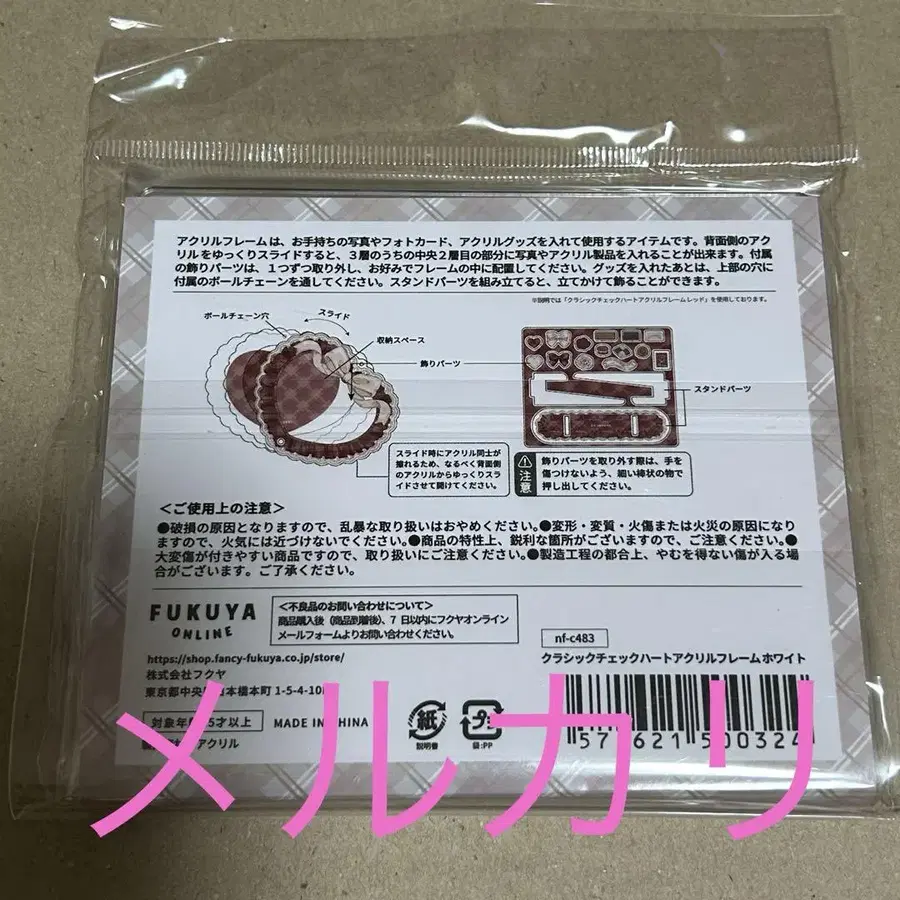 アクリルフレームは、お手持ちの写真やフォトカード、アクリルグッズを入れて使用するアイテムです。背面側のアク
リルをゆっくりスライドすると、3層のうちの中央2層目の部分に写真やアクリル製品を入れることが出来ます。付属
の飾りパーツは、1つずつ取り外し、お好みでフレームの中に配置してください。グッズを入れたあとは、上部の穴に
付属のボールチェーンを通してください。スタンドパーツを組み立てると、立てかけて飾ることができます。
※説明では「クラシックチェックハートアクリルフレーム レッド」を使用しております。
ボールチェーン穴
スライド
収納スペース
飾りパーツ
スタンドパーツ
スライド時にアクリル同士が
擦れるため、なるべく背面側
のアクリルからゆっくりスラ
イドさせて開けてください。
注意
飾りパーツを取り外す際は、手を
傷つけないよう、細い棒状の物で
押し出してください。
<ご使用上の注意>
●破損の原因となりますので、乱暴な取り扱いはおやめください。●変形・変質・火傷または火災の原因になり
ますので、火気には近づけないでください。●商品の特性上、鋭利な箇所がございますので、ご注意ください。●
大変傷が付きやすい商品ですので、取り扱いにご注意ください。●製造工程の都合上、やむを得ない傷が入る場
合がございます。ご了承ください。
FUKUYA
ONLINE
<不良品のお問い合わせについて>
商品購入後(商品到着後)、7日以内にフクヤオンライン
メールフォームよりお問い合わせください。
https://shop.fancy-fukuya.co.jp/store/
株式会社フクヤ
東京都中央区日本橋本町 1-5-4-10
nf-c483
クラシックチェックハートアクリルフレーム ホワイト
対象年齢 5才以上
MADE IN CHINA
紙
説明書
プラ
袋:PP
アクリル
メルカリ